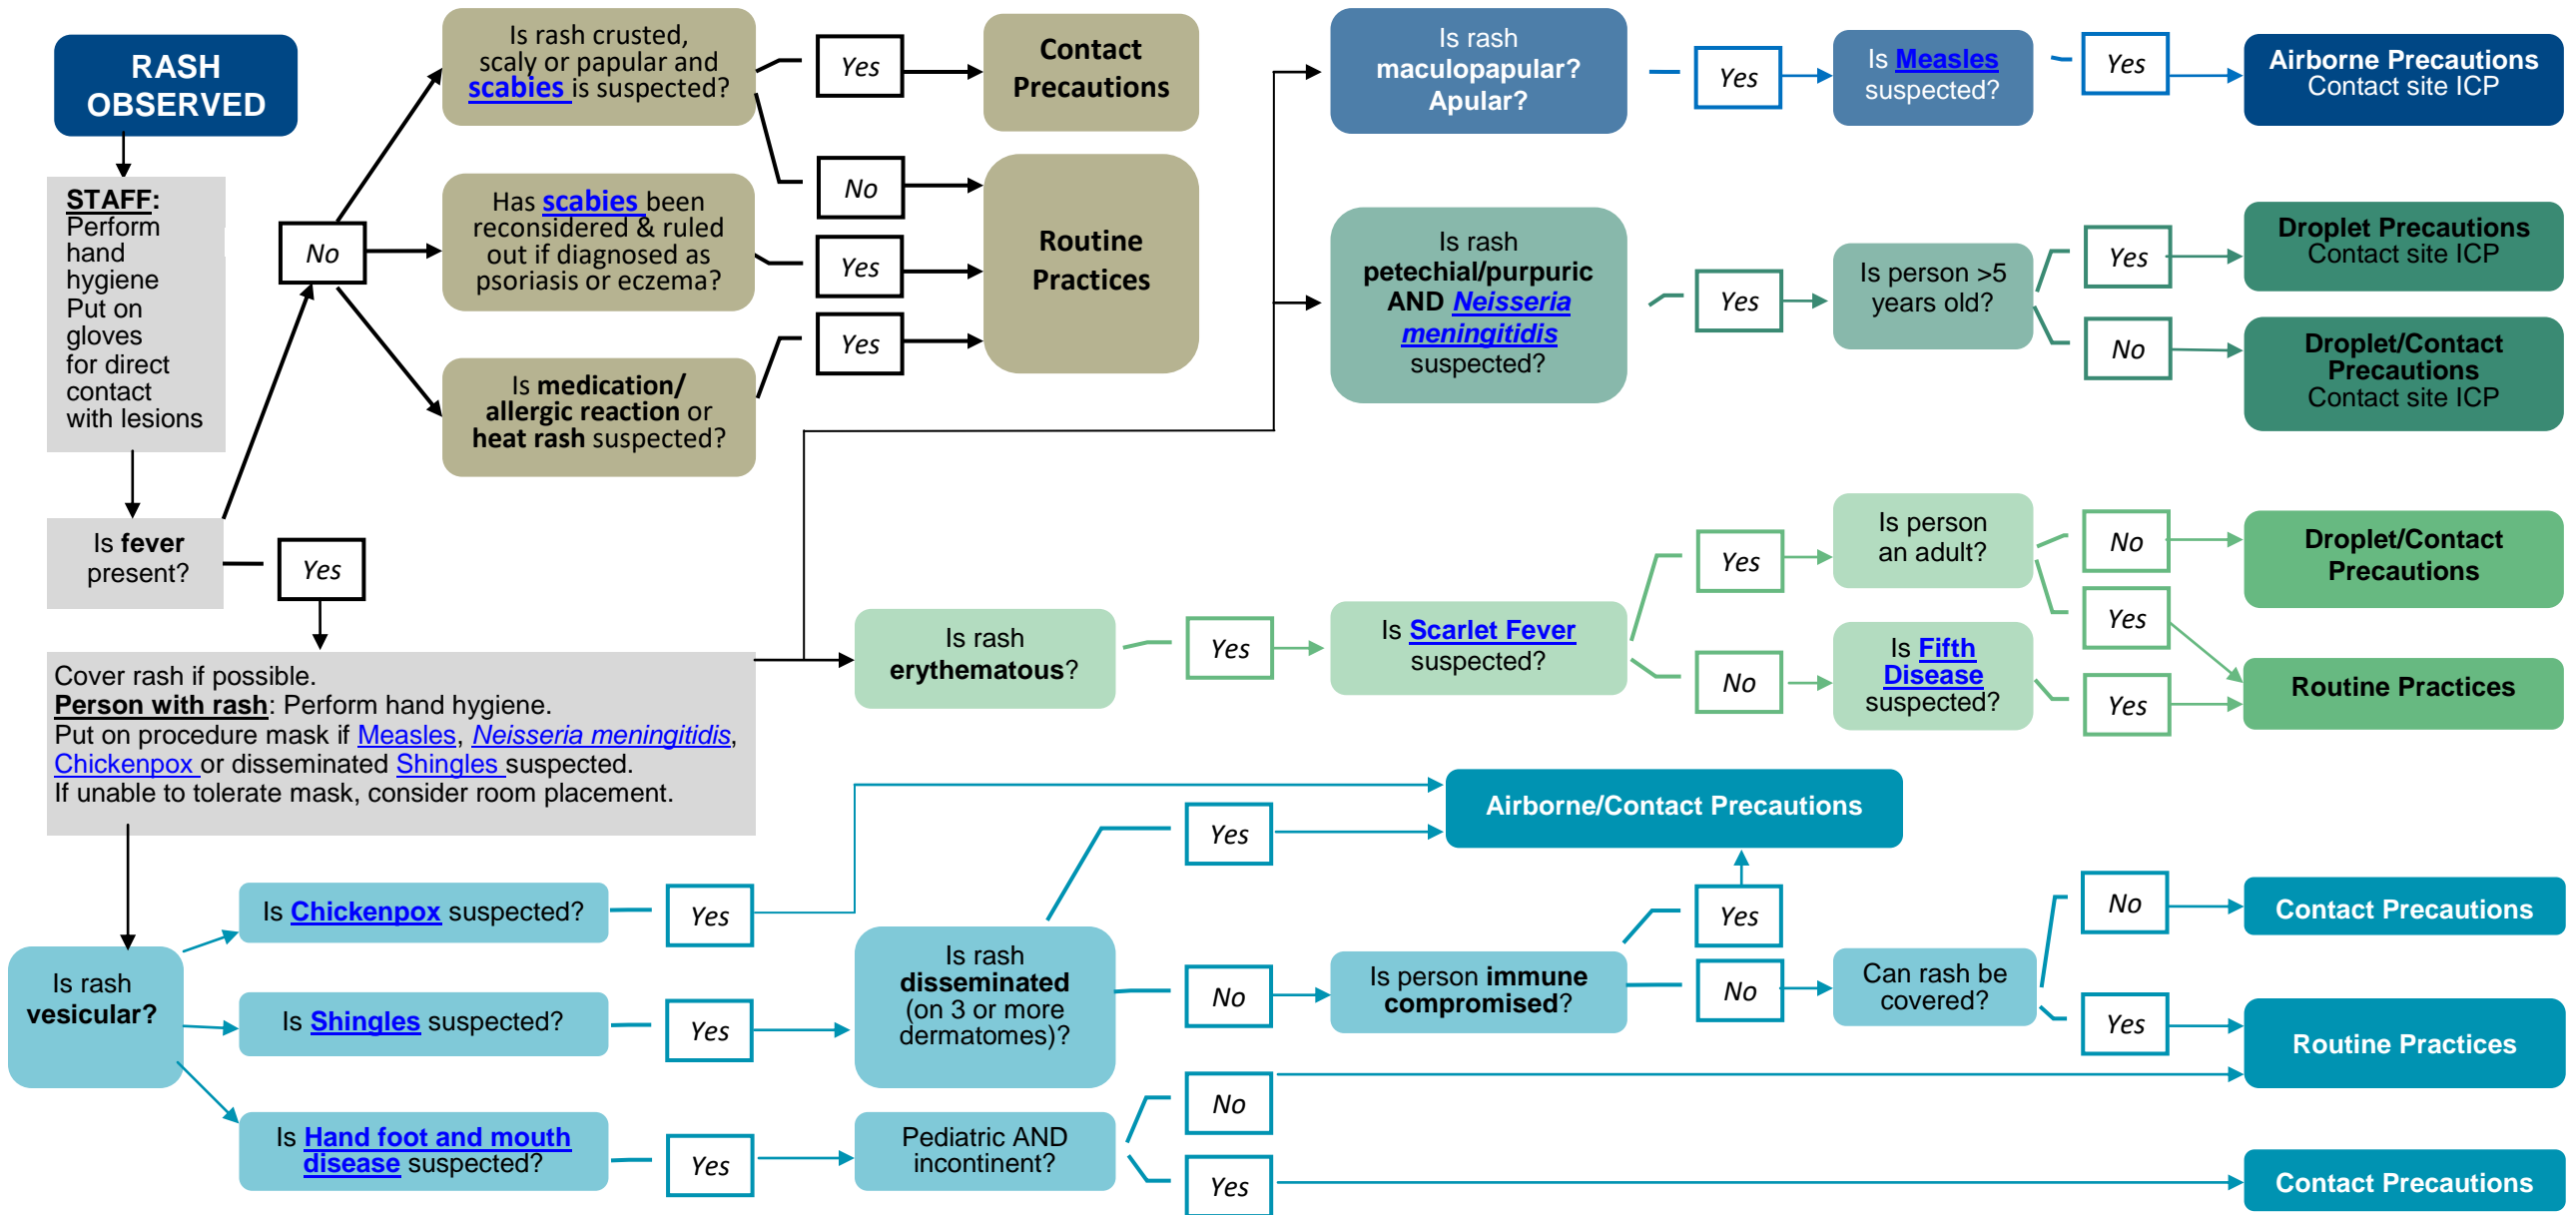 RASH
OBSERVED
STAFF:
Perform
hand
hygiene
Put on
gloves
for direct
contact
with lesions
Is fever
present?
No
Yes
Is rash crusted,
scaly or papular and
scabies is suspected?
Yes
Contact
Precautions
No
Has scabies been
reconsidered & ruled
out if diagnosed as
psoriasis or eczema?
Yes
Routine
Practices
Is medication/
allergic reaction or
heat rash suspected?
Yes
Cover rash if possible.
Person with rash: Perform hand hygiene.
Put on procedure mask if Measles, Neisseria meningitidis,
Chickenpox or disseminated Shingles suspected.
If unable to tolerate mask, consider room placement.
Is rash
maculopapular?
Apular?
Yes
Is Measles
suspected?
Yes
Airborne Precautions
Contact site ICP
Is rash
petechial/purpuric
AND Neisseria
meningitidis
suspected?
Yes
Is person >5
years old?
Yes
Droplet Precautions
Contact site ICP
No
Droplet/Contact
Precautions
Contact site ICP
Is rash
erythematous?
Yes
Is Scarlet Fever
suspected?
Yes
Is person
an adult?
No
Droplet/Contact
Precautions
Yes
No
Is Fifth
Disease
suspected?
Yes
Routine Practices
Is rash
vesicular?
Is Chickenpox suspected?
Yes
Airborne/Contact Precautions
Is Shingles suspected?
Yes
Is rash
disseminated
(on 3 or more
dermatomes)?
Yes
No
Is person immune
compromised?
Yes
No
Can rash be
covered?
No
Contact Precautions
Yes
Routine Practices
Is Hand foot and mouth
disease suspected?
Yes
Pediatric AND
incontinent?
No
Yes
Contact Precautions